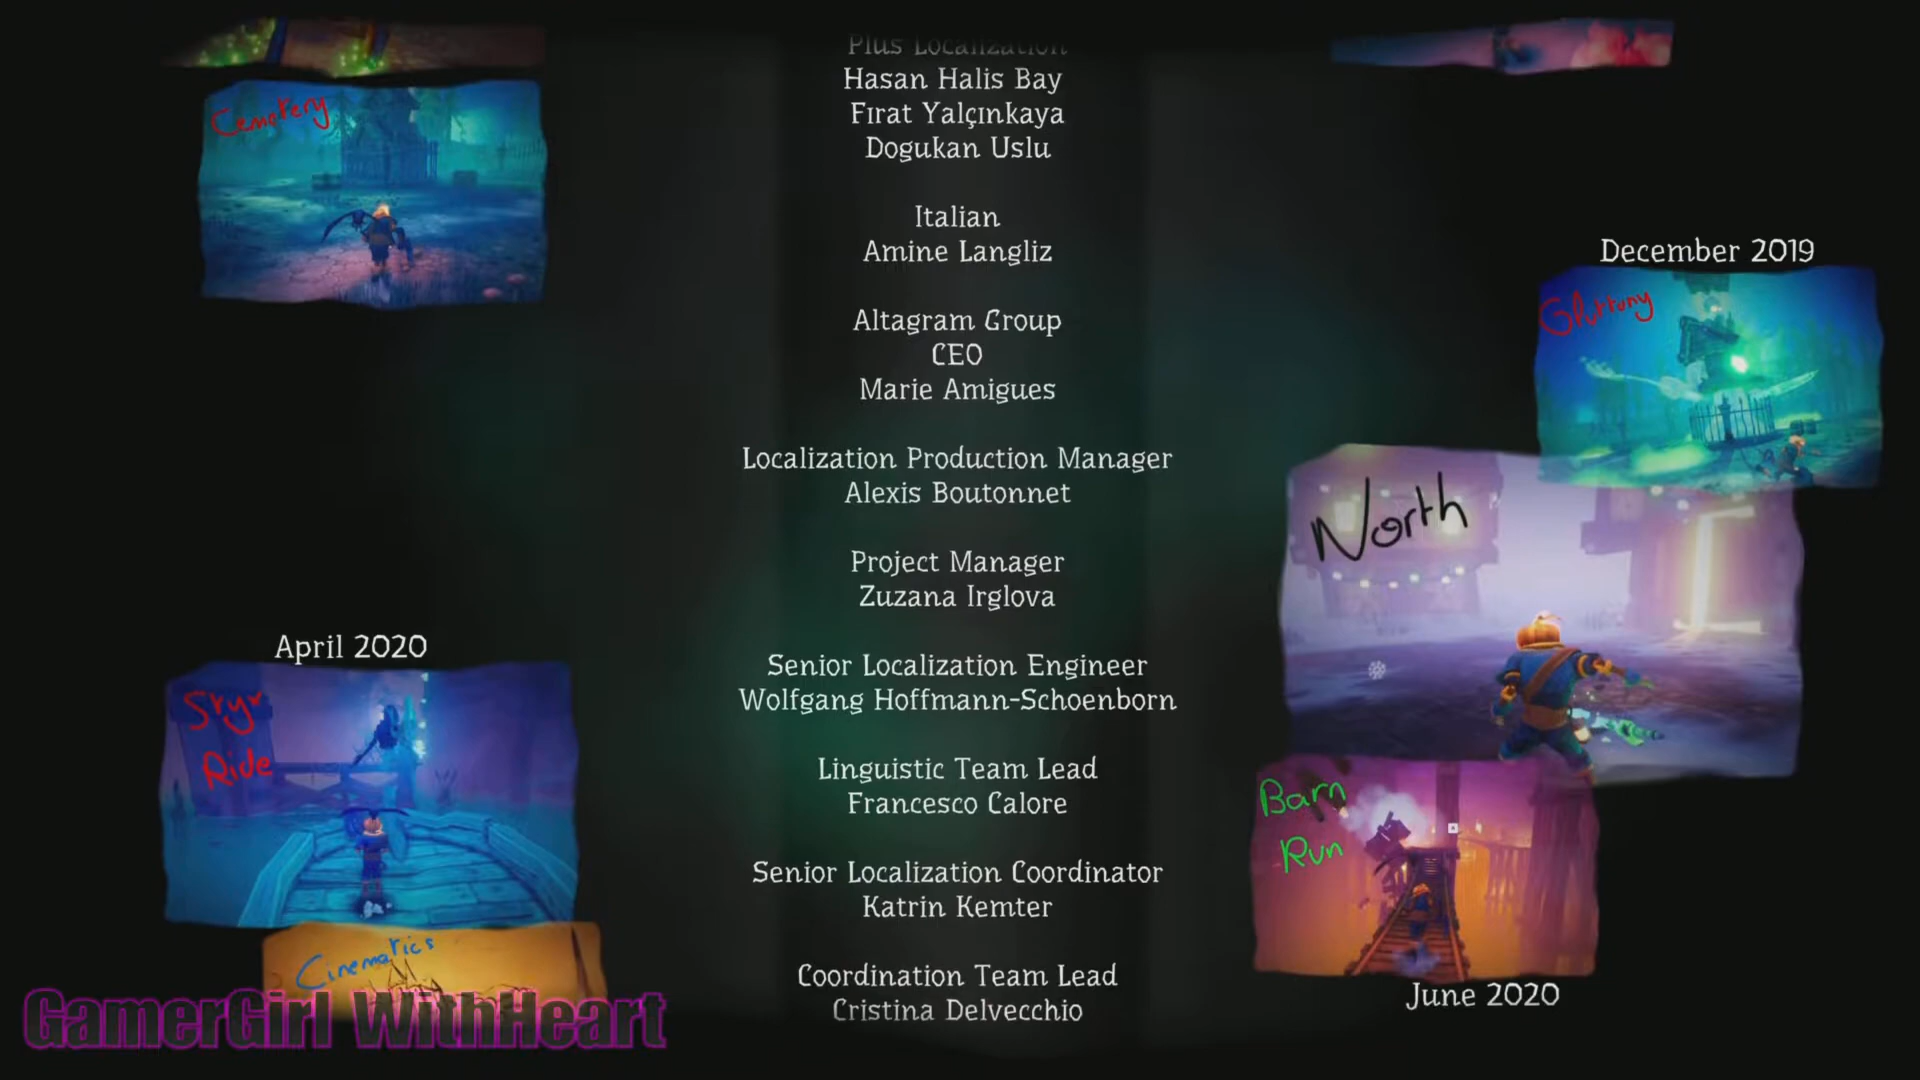 Plus Localization
Hasan Halis Bay
Fırat Yalçınkaya
Dogukan Uslu
Italian
Amine Langliz
Altagram Group
CEO
Marie Amigues
Localization Production Manager
Alexis Boutonnet
Project Manager
Zuzana Irglova
Senior Localization Engineer
Wolfgang Hoffmann-Schoenborn
Linguistic Team Lead
Francesco Calore
Senior Localization Coordinator
Katrin Kemter
Coordination Team Lead
Cristina Delvecchio
Cemetery
April 2020
Styx
Ride
Cinematics
December 2019
Gluttony
North
Barn
Run
June 2020
GamerGirl WithHeart